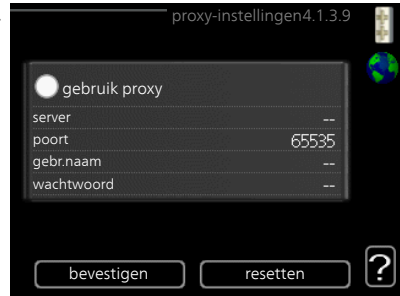 proxy-instellingen4.1.3.9
gebruik proxy
server --
poort 65535
gebr.naam --
wachtwoord --
bevestigen resetten ?